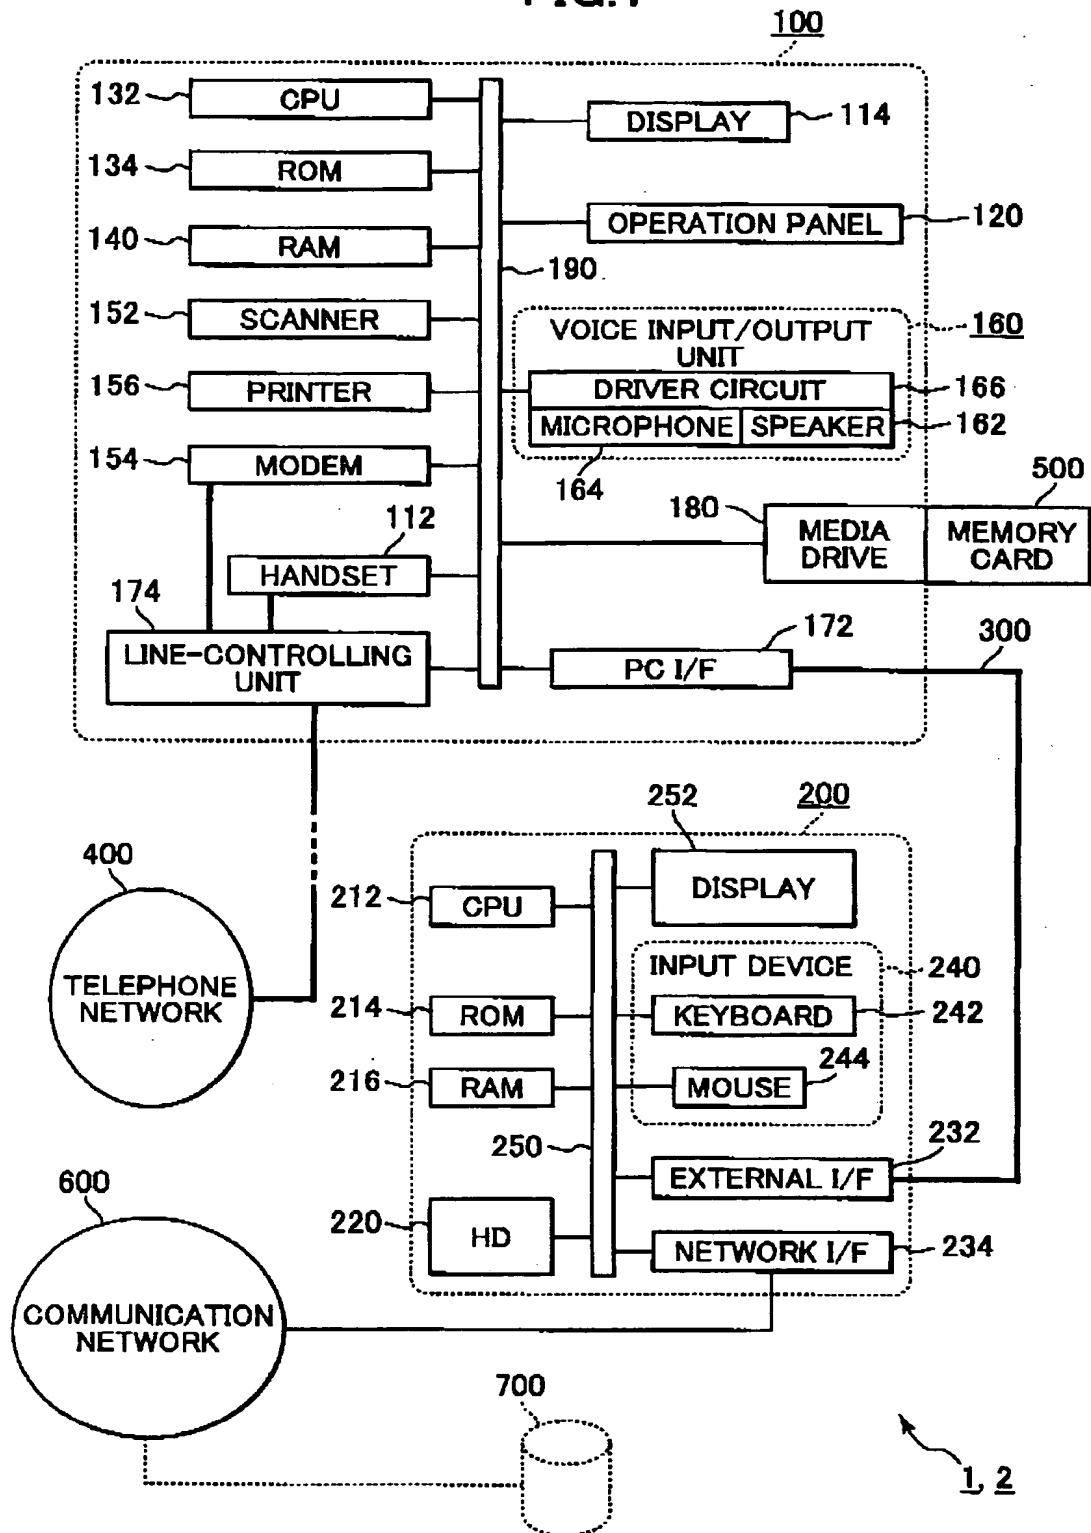 100
132 CPU
DISPLAY 114
134 ROM
OPERATION PANEL 120
140 RAM
190
152 SCANNER
VOICE INPUT/OUTPUT
UNIT
160
156 PRINTER
DRIVER CIRCUIT 166
MICROPHONE SPEAKER 162
154 MODEM
164
500
180
112
MEDIA
DRIVE
MEMORY
CARD
HANDSET
174
172
300
LINE-CONTROLLING
UNIT
PC I/F
252
200
400
212 CPU
DISPLAY
TELEPHONE
NETWORK
INPUT DEVICE 240
214 ROM
KEYBOARD 242
216 RAM
MOUSE 244
250
232
EXTERNAL I/F
600
220 HD
NETWORK I/F 234
COMMUNICATION
NETWORK
700
1, 2